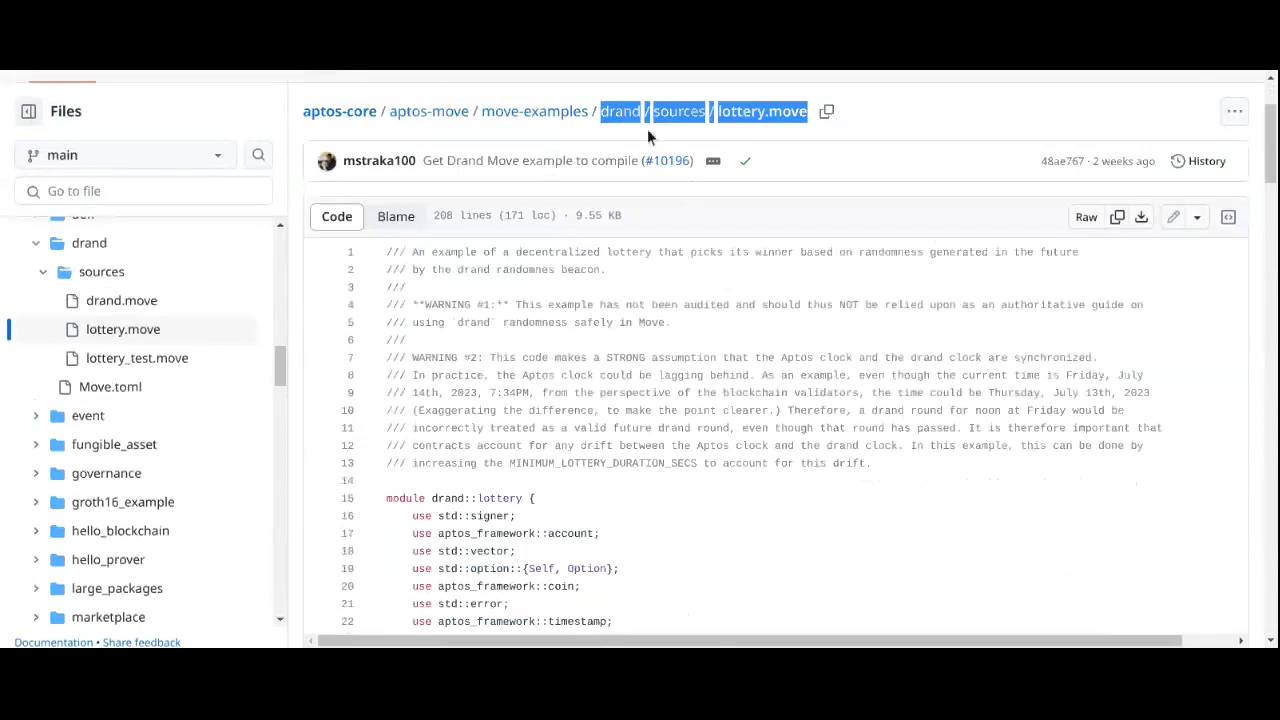 Files
aptos-core / aptos-move / move-examples / drand / sources / lottery.move
main
mstraka100 Get Drand Move example to compile (#10196)
48ae767 · 2 weeks ago
History
Go to file
Code
Blame
208 lines (171 loc) · 9.55 KB
Raw
drand
sources
drand.move
lottery.move
lottery_test.move
Move.toml
event
fungible_asset
governance
groth16_example
hello_blockchain
hello_prover
large_packages
marketplace
Documentation • Share feedback
1 /// An example of a decentralized lottery that picks its winner based on randomness generated in the future
2 /// by the drand randomnes beacon.
3 ///
4 /// **WARNING #1:** This example has not been audited and should thus NOT be relied upon as an authoritative guide on
5 /// using `drand` randomness safely in Move.
6 ///
7 /// WARNING #2: This code makes a STRONG assumption that the Aptos clock and the drand clock are synchronized.
8 /// In practice, the Aptos clock could be lagging behind. As an example, even though the current time is Friday, July
9 /// 14th, 2023, 7:34PM, from the perspective of the blockchain validators, the time could be Thursday, July 13th, 2023
10 /// (Exaggerating the difference, to make the point clearer.) Therefore, a drand round for noon at Friday would be
11 /// incorrectly treated as a valid future drand round, even though that round has passed. It is therefore important that
12 /// contracts account for any drift between the Aptos clock and the drand clock. In this example, this can be done by
13 /// increasing the MINIMUM_LOTTERY_DURATION_SECS to account for this drift.
14
15 module drand::lottery {
16 use std::signer;
17 use aptos_framework::account;
18 use std::vector;
19 use std::option::{Self, Option};
20 use aptos_framework::coin;
21 use std::error;
22 use aptos_framework::timestamp;